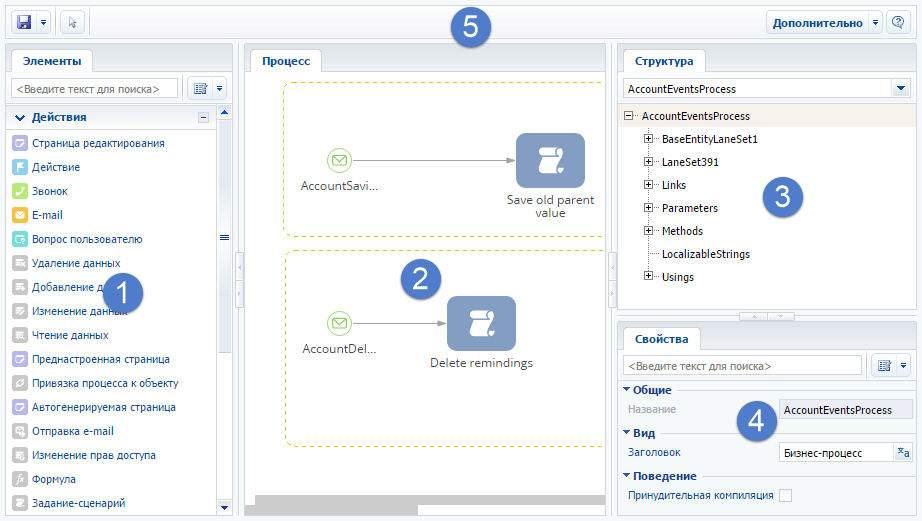 5
Дополнительно
Элементы
<Введите текст для поиска>
Действия
Страница редактирования
Действие
Звонок
E-mail
Вопрос пользователю
Удаление данных
Добавление
1
Изменение данных
Чтение данных
Преднастроенная страница
Привязка процесса к объекту
Автогенерируемая страница
Отправка e-mail
Изменение прав доступа
fx Формула
Задание-сценарий
Процесс
AccountSavi...
Save old parent
value
2
AccountDel...
Delete remindings
Структура
AccountEventsProcess
AccountEventsProcess
BaseEntityLaneSet1
LaneSet391
Links
3
Parameters
Methods
LocalizableStrings
Usings
Свойства
<Введите текст для поиска>
Общие
Название AccountEventsProcess
4
Вид
Заголовок Бизнес-процесс
Поведение
Принудительная компиляция